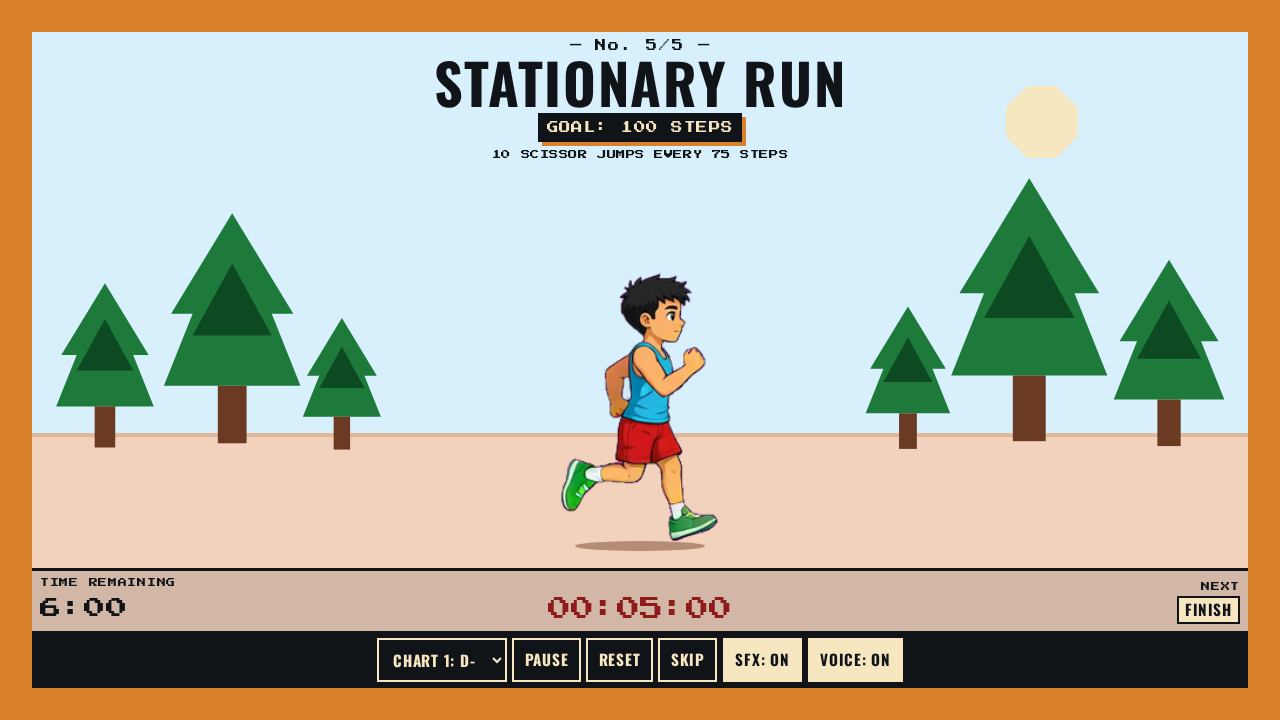 — No. 5/5 —
STATIONARY RUN
GOAL: 100 STEPS
10 SCISSOR JUMPS EVERY 75 STEPS
TIME REMAINING
6:00
00:05:00
NEXT
FINISH
CHART 1: D-
PAUSE
RESET
SKIP
SFX: ON
VOICE: ON